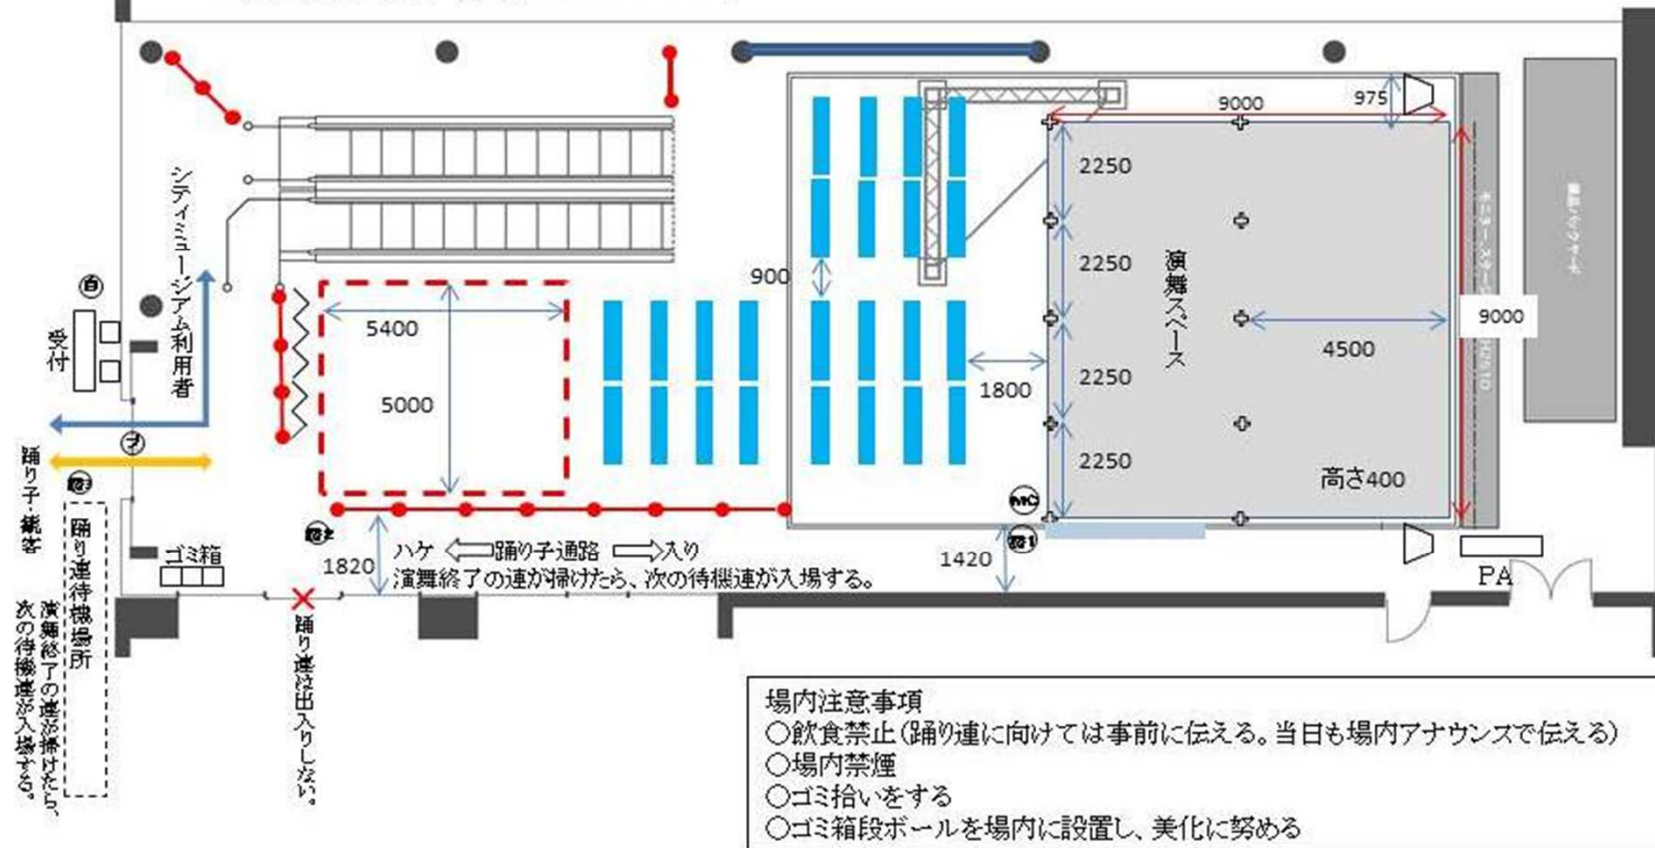 9000
975
2250
2250
2250
2250
900
演舞スペース
4500
9000
高さ400
1800
5400
5000
シティミュージアム利用者
受付
踊り子・観客
踊り連待機場所
演舞終了の連が掃けたら、
次の待機連が入場する。
ゴミ箱
1820
ハケ 踊り子通路 入り
演舞終了の連が掃けたら、次の待機連が入場する。
1420
MC
PA
踊り連は出入りしない。
場内注意事項
○飲食禁止(踊り連に向けては事前に伝える。当日も場内アナウンスで伝える)
○場内禁煙
○ゴミ拾いをする
○ゴミ箱段ボールを場内に設置し、美化に努める